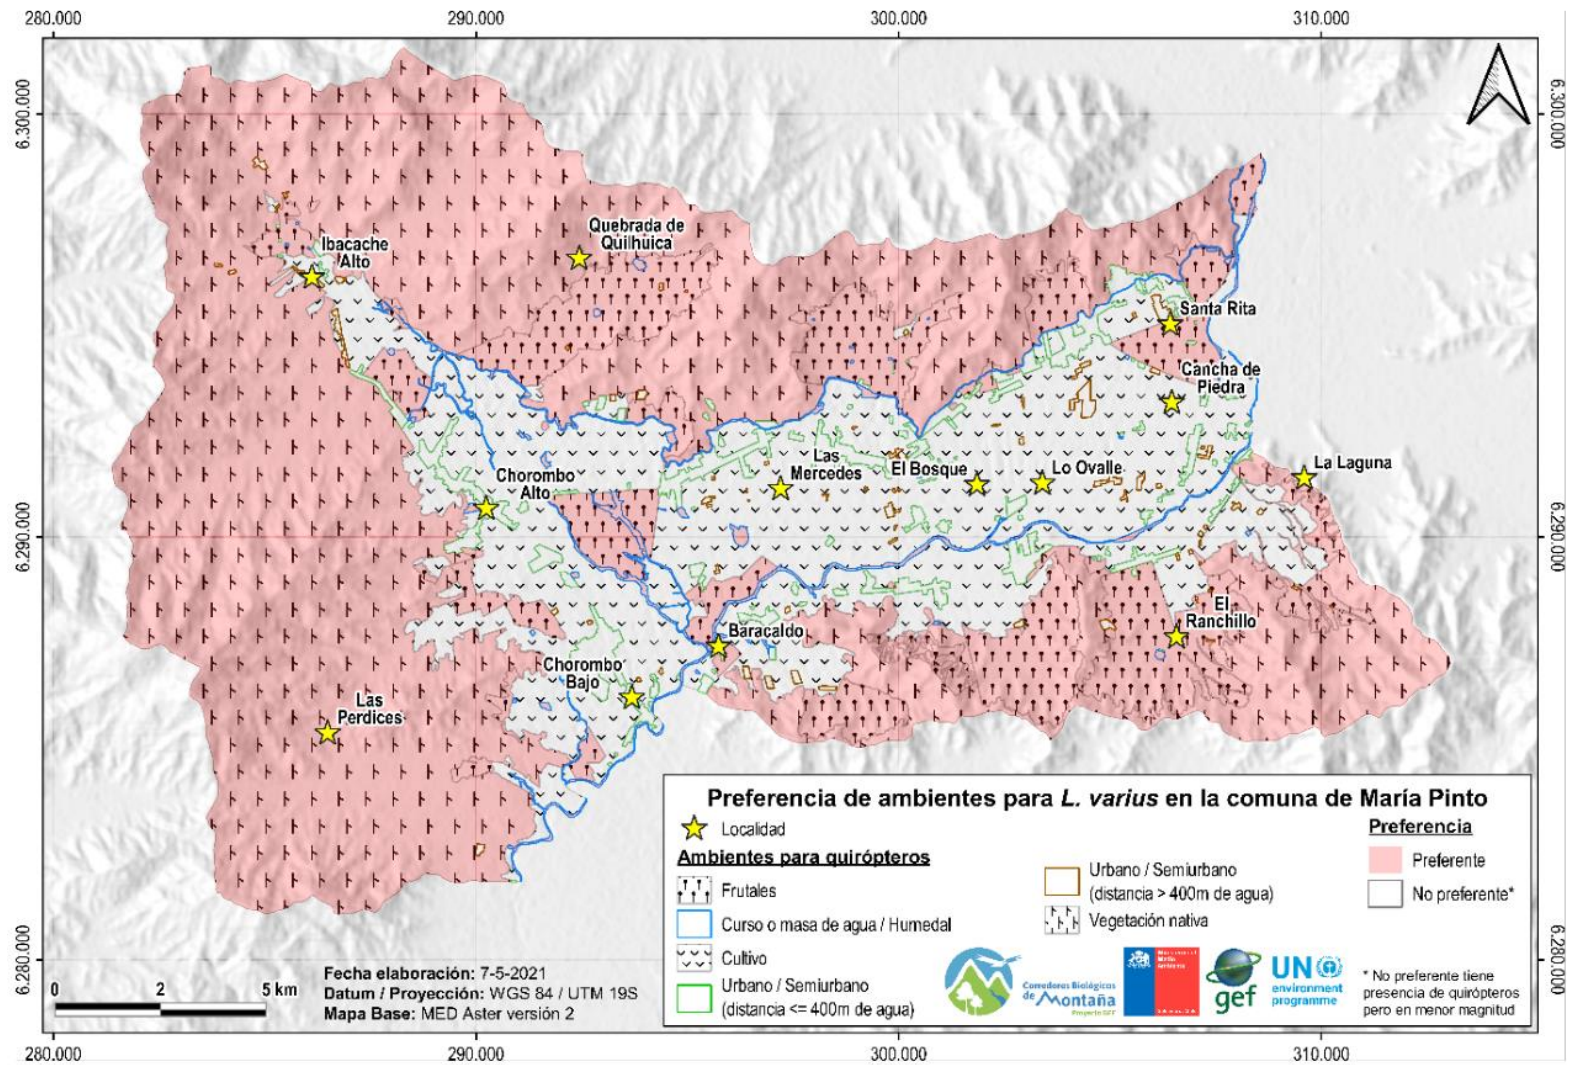 280.000
290.000
300.000
310.000
6.300.000
6.300.000
Quebrada de
Quilhuica
Ibacache
Alto
Santa Rita
Cancha de
Piedra
Las
Mercedes
El Bosque
Lo Ovalle
La Laguna
Chorombo
Alto
6.290.000
6.290.000
El
Ranchillo
Baracaldo
Chorombo
Bajo
Las
Perdices
Preferencia de ambientes para L. varius en la comuna de María Pinto
Localidad
Ambientes para quirópteros
Frutales
Curso o masa de agua / Humedal
Cultivo
Urbano / Semiurbano
(distancia <= 400m de agua)
Urbano / Semiurbano
(distancia > 400m de agua)
Vegetación nativa
Preferencia
Preferente
No preferente*
* No preferente tiene
presencia de quirópteros
pero en menor magnitud
Corredores Biológicos
de Montaña
Proyecto GEF
Ministerio del
Medio
Ambiente
gef
UN
environment
programme
6.280.000
6.280.000
0 2 5 km
Fecha elaboración: 7-5-2021
Datum / Proyección: WGS 84 / UTM 19S
Mapa Base: MED Aster versión 2
280.000
290.000
300.000
310.000